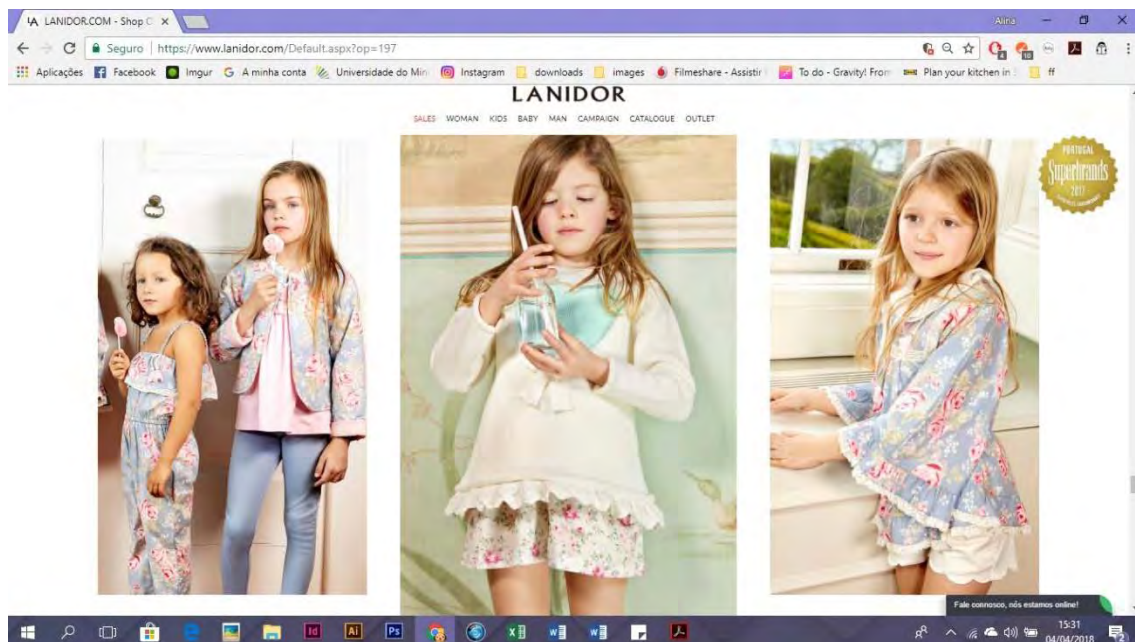 LANIDOR.COM - Shop
Alina
Seguro https://www.lanidor.com/Default.aspx?op=197
Aplicações Facebook Imgur A minha conta Universidade do Min Instagram downloads images Filmeshare - Assistir To do - Gravity! From Plan your kitchen in ff
LANIDOR
SALES WOMAN KIDS BABY MAN CAMPAIGN CATALOGUE OUTLET
PORTUGAL
Superbrands
2017
Fale connosco, nós estamos online!
15:31
04/04/2018